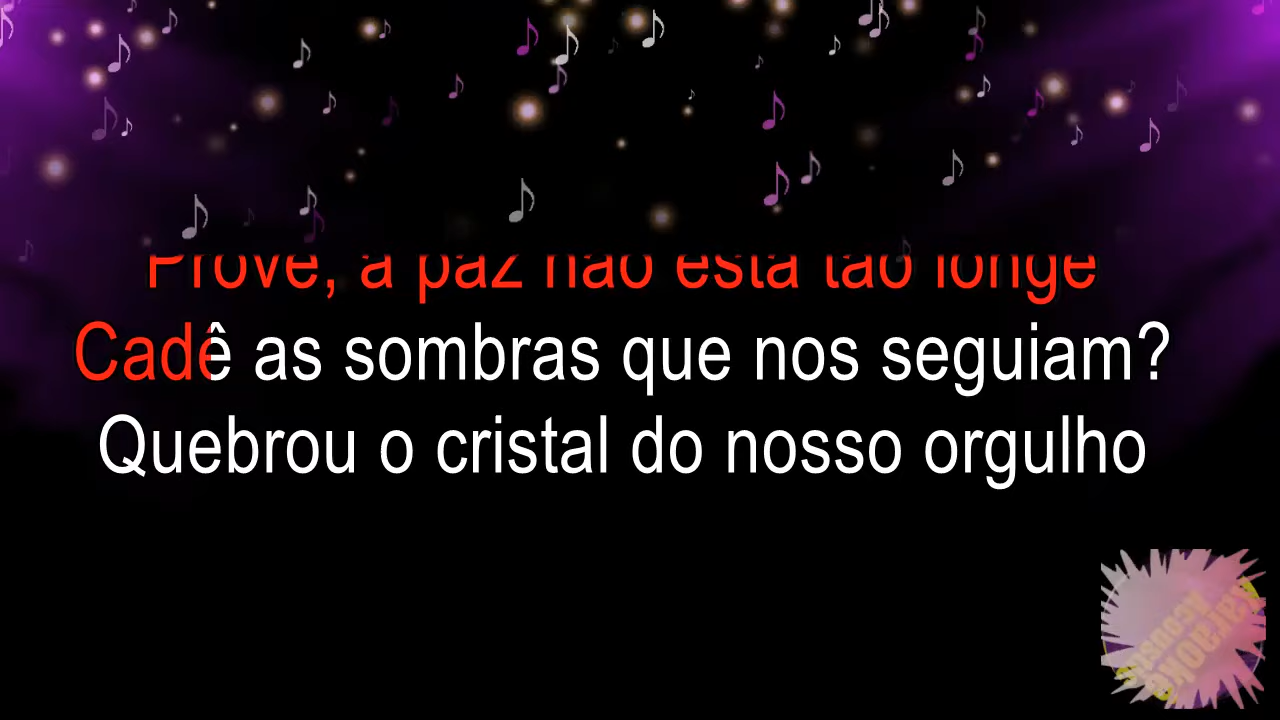 Prove, a paz não está tão longe
Cadê as sombras que nos seguiam?
Quebrou o cristal do nosso orgulho